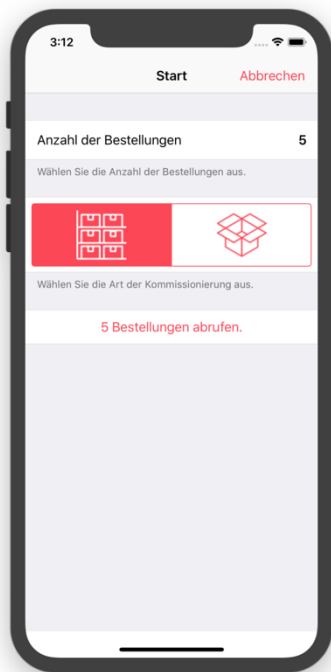 3:12
Start
Abbrechen
Anzahl der Bestellungen
5
Wählen Sie die Anzahl der Bestellungen aus.
Wählen Sie die Art der Kommissionierung aus.
5 Bestellungen abrufen.